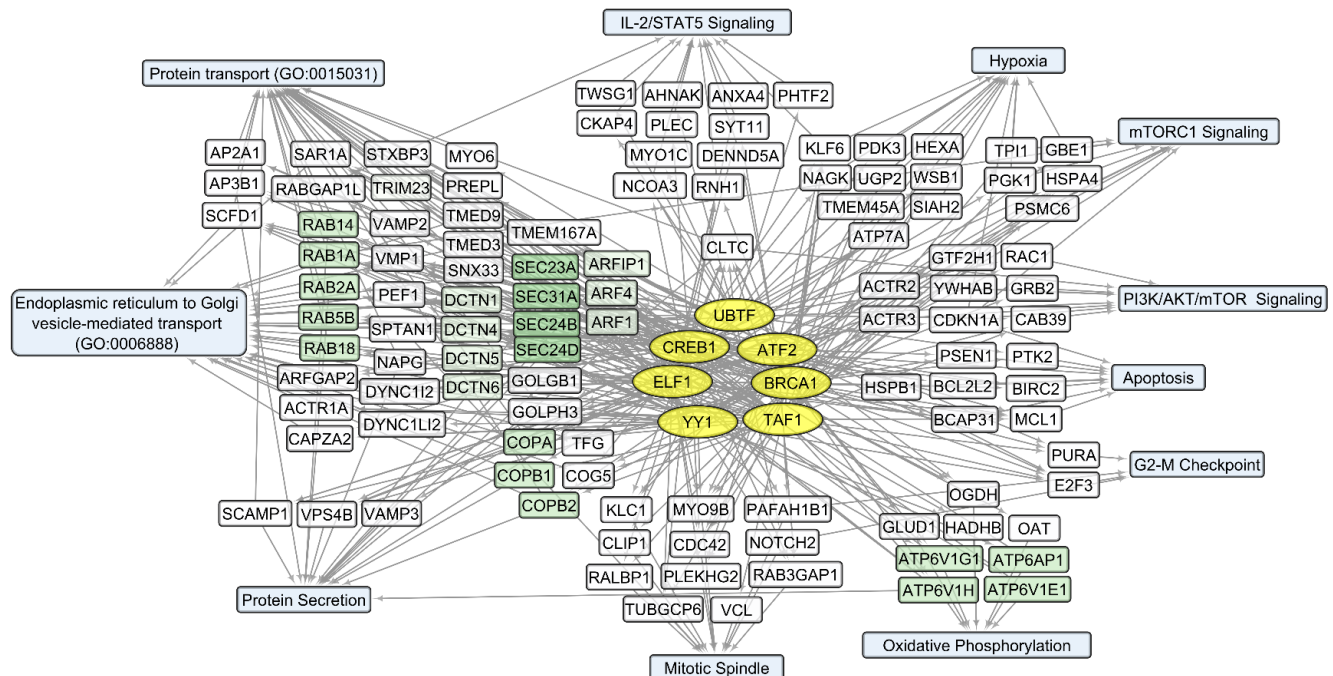 IL-2/STAT5 Signaling
Protein transport (GO:0015031)
Hypoxia
mTORC1 Signaling
TWSG1 AHNAK ANXA4 PHTF2
CKAP4 PLEC SYT11
MYO1C DENND5A
NCOA3 RNH1
CLTC
KLF6 PDK3 HEXA
NAGK UGP2 WSB1
TMEM45A SIAH2
ATP7A
TPI1 GBE1
PGK1 HSPA4
PSMC6
AP2A1 SAR1A STXBP3 MYO6
AP3B1 RABGAP1L TRIM23 PREPL
SCFD1 RAB14 VAMP2 TMED9
TMED3 TMEM167A
RAB1A VMP1 SNX33 SEC23A ARFIP1
RAB2A PEF1 DCTN1 SEC31A ARF4
RAB5B SPTAN1 DCTN4 SEC24B ARF1
RAB18 NAPG DCTN5 SEC24D
ARFGAP2 DYNC1I2 DCTN6 GOLGB1
ACTR1A DYNC1LI2 GOLPH3
CAPZA2
COPA TFG
COPB1 COG5
COPB2
SCAMP1 VPS4B VAMP3
Endoplasmic reticulum to Golgi
vesicle-mediated transport
(GO:0006888)
UBTF
CREB1 ATF2
ELF1 BRCA1
YY1 TAF1
GTF2H1 RAC1
ACTR2 YWHAB GRB2
ACTR3 CDKN1A CAB39
PI3K/AKT/mTOR Signaling
PSEN1 PTK2
HSPB1 BCL2L2 BIRC2
BCAP31 MCL1
Apoptosis
PURA
E2F3
G2-M Checkpoint
OGDH
GLUD1 HADHB OAT
ATP6V1G1 ATP6AP1
ATP6V1H ATP6V1E1
KLC1 MYO9B PAFAH1B1
CLIP1 CDC42 NOTCH2
RALBP1 PLEKHG2 RAB3GAP1
TUBGCP6 VCL
Protein Secretion
Oxidative Phosphorylation
Mitotic Spindle